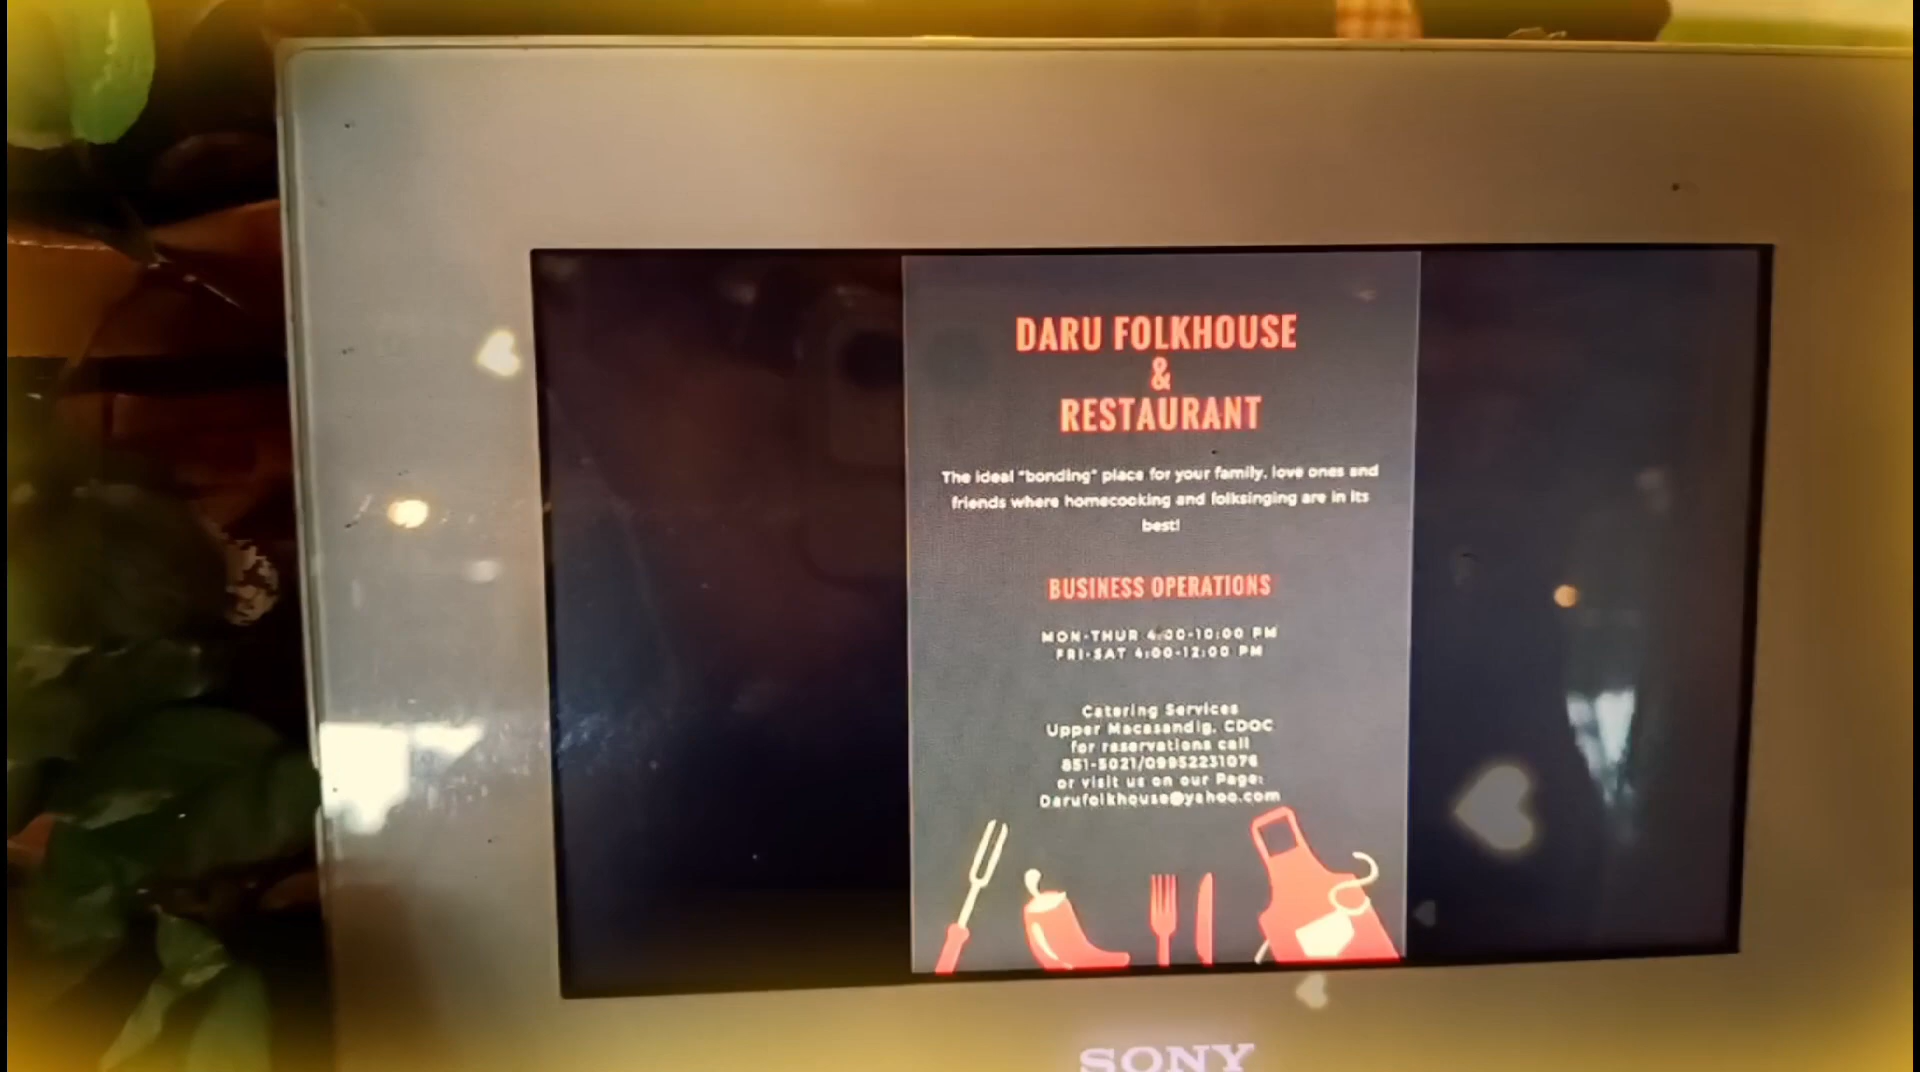 DARU FOLKHOUSE
&
RESTAURANT
The ideal "bonding" place for your family, love ones and
friends where homecooking and folksinging are in its
best!
BUSINESS OPERATIONS
MON-THUR 4:00-10:00 PM
FRI-SAT 4:00-12:00 PM
Catering Services
Upper Macasandig, CDOC
for reservations call
851-5021/09952231076
or visit us on our Page:
Darufolkhouse@yahoo.com
SONY